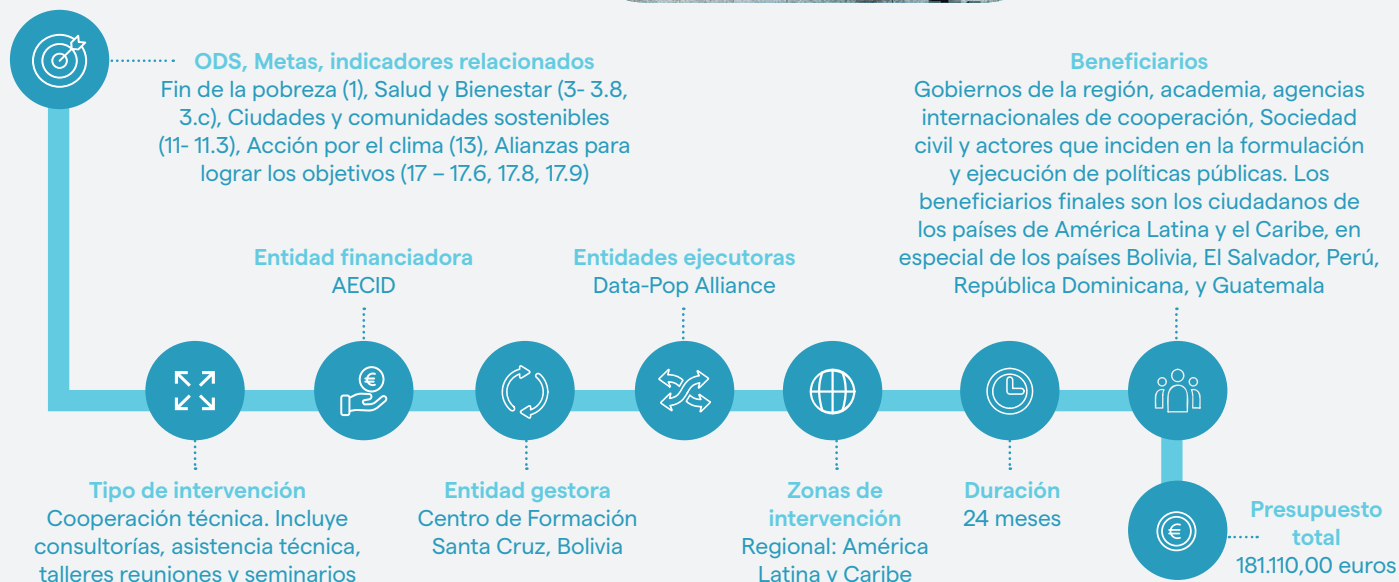 ODS, Metas, indicadores relacionados
Fin de la pobreza (1), Salud y Bienestar (3- 3.8,
3.c), Ciudades y comunidades sostenibles
(11- 11.3), Acción por el clima (13), Alianzas para
lograr los objetivos (17 – 17.6, 17.8, 17.9)
Beneficiarios
Gobiernos de la región, academia, agencias
internacionales de cooperación, Sociedad
civil y actores que inciden en la formulación
y ejecución de políticas públicas. Los
beneficiarios finales son los ciudadanos de
los países de América Latina y el Caribe, en
especial de los países Bolivia, El Salvador, Perú,
República Dominicana, y Guatemala
Entidad financiadora
AECID
Entidades ejecutoras
Data-Pop Alliance
Tipo de intervención
Cooperación técnica. Incluye
consultorías, asistencia técnica,
talleres reuniones y seminarios
Entidad gestora
Centro de Formación
Santa Cruz, Bolivia
Zonas de
intervención
Regional: América
Latina y Caribe
Duración
24 meses
Presupuesto
total
181.110,00 euros